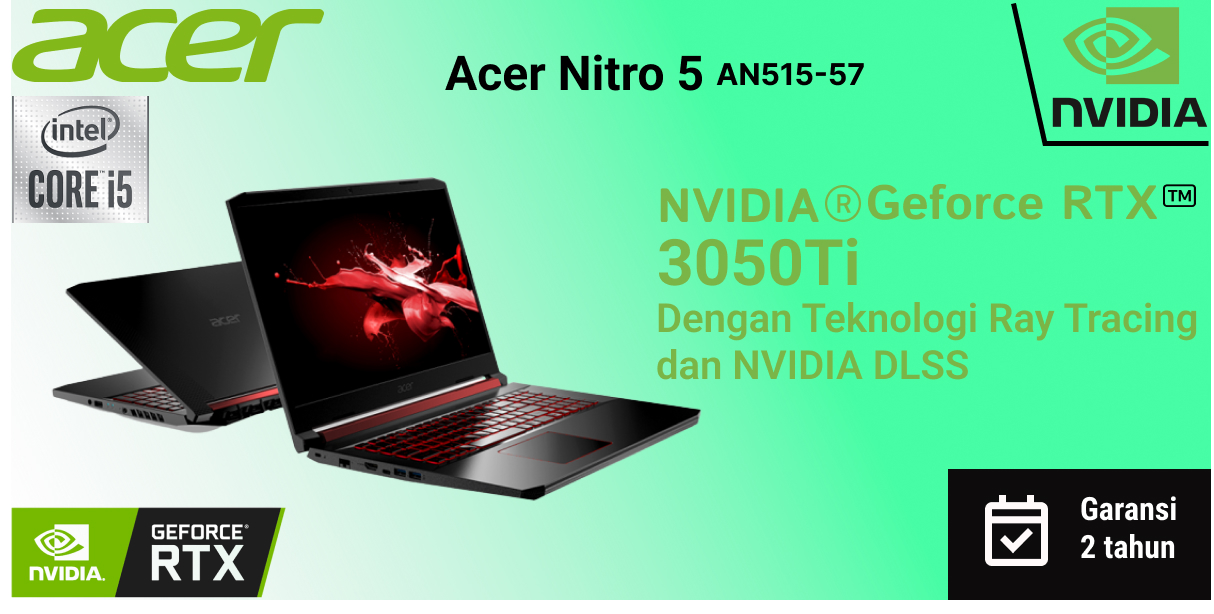 acer
Acer Nitro 5 AN515-57
NVIDIA
intel®
CORE™ i5
NVIDIA®Geforce RTX™
3050Ti
Dengan Teknologi Ray Tracing
dan NVIDIA DLSS
acer
acer
NVIDIA.
GEFORCE®
RTX
Garansi
2 tahun